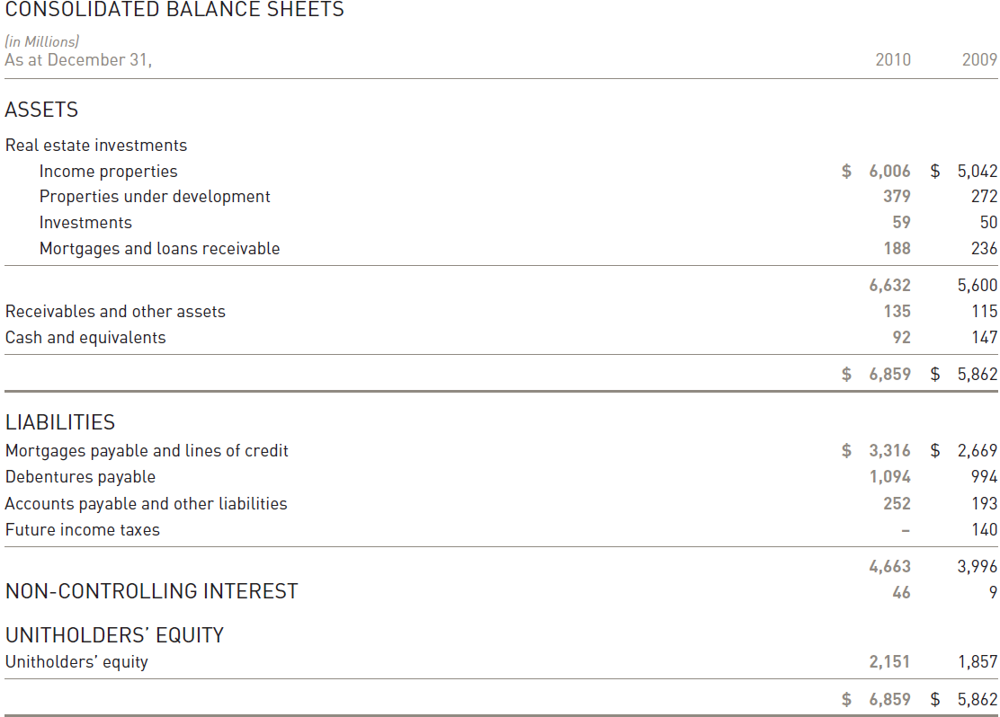 CONSOLIDATED BALANCE SHEETS
(in Millions)
As at December 31, 2010 2009
ASSETS
Real estate investments
Income properties $ 6,006 $ 5,042
Properties under development 379 272
Investments 59 50
Mortgages and loans receivable 188 236
6,632 5,600
Receivables and other assets 135 115
Cash and equivalents 92 147
$ 6,859 $ 5,862
LIABILITIES
Mortgages payable and lines of credit $ 3,316 $ 2,669
Debentures payable 1,094 994
Accounts payable and other liabilities 252 193
Future income taxes – 140
4,663 3,996
NON-CONTROLLING INTEREST 46 9
UNITHOLDERS’ EQUITY
Unitholders’ equity 2,151 1,857
$ 6,859 $ 5,862